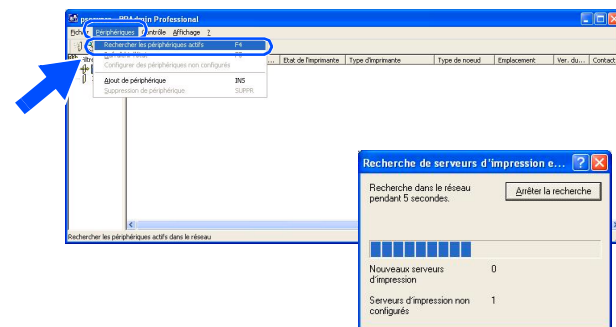 PSAdmin Professional
Fichier Périphériques Contrôle Affichage ?
Rechercher les périphériques actifs F4
Configurer des périphériques non configurés
Ajout de périphérique INS
Suppression de périphérique SUPPR
Etat de l'imprimante Type d'imprimante Type de noeud Emplacement Ver. du... Contact
Rechercher les périphériques actifs dans le réseau
Recherche de serveurs d'impression e...
Recherche dans le réseau
pendant 5 secondes.
Arrêter la recherche
Nouveaux serveurs
d'impression
0
Serveurs d'impression non
configurés
1